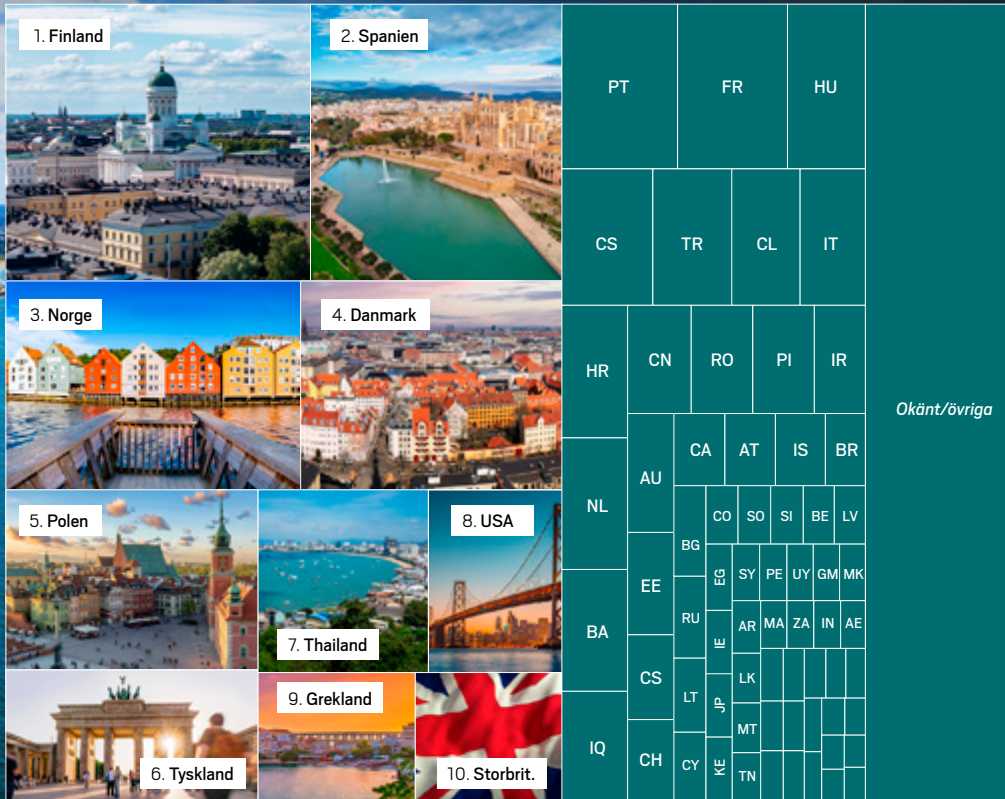 1. Finland
2. Spanien
3. Norge
4. Danmark
5. Polen
7. Thailand
8. USA
6. Tyskland
9. Grekland
10. Storbrit.
PT FR HU
CS TR CL IT
HR CN RO PI IR
NL AU CA AT IS BR
BG CO SO SI BE LV
BA EE EG SY PE UY GM MK
RU IE AR MA ZA IN AE
CS LT JP LK
IQ CH CY KE MT
TN
Okänt/övriga